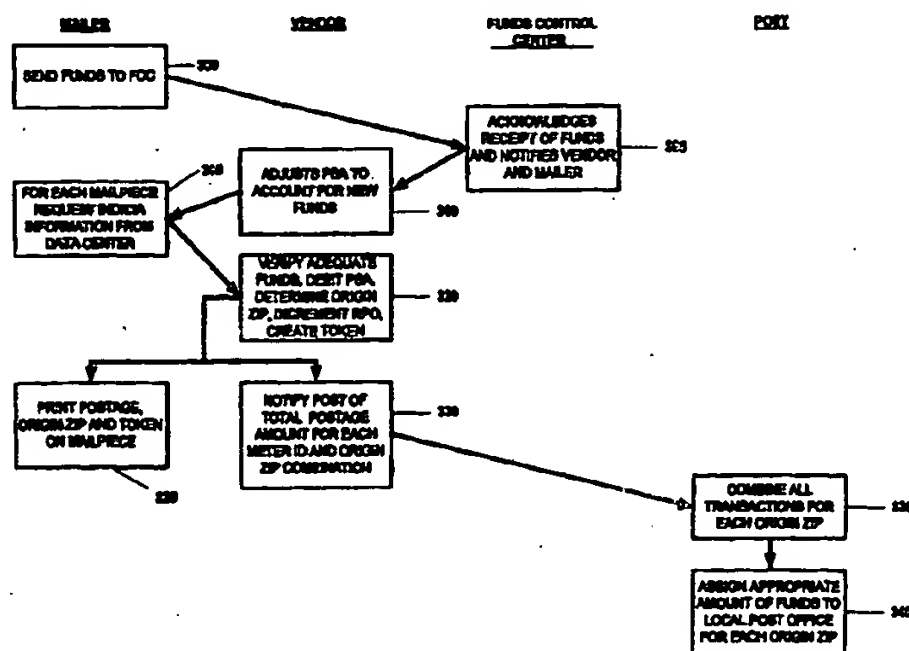 MAILER
VENDOR
FUNDS CONTROL
CENTER
POST
SEND FUNDS TO FCC
ACKNOWLEDGES
RECEIPT OF FUNDS
AND NOTIFIES VENDOR
AND MAILER
ADJUSTS PBA TO
ACCOUNT FOR NEW
FUNDS
FOR EACH MAILPIECE
REQUEST INDICIA
INFORMATION FROM
DATA CENTER
VERIFY ADEQUATE
FUNDS, DEBIT PBA,
DETERMINE ORIGIN
ZIP, DECREMENT RPO,
CREATE TOKEN
PRINT POSTAGE,
ORIGIN ZIP AND TOKEN
ON MAILPIECE
NOTIFY POST OF
TOTAL POSTAGE
AMOUNT FOR EACH
METER ID AND ORIGIN
ZIP COMBINATION
COMBINE ALL
TRANSACTIONS FOR
EACH ORIGIN ZIP
ASSIGN APPROPRIATE
AMOUNT OF FUNDS TO
LOCAL POST OFFICE
FOR EACH ORIGIN ZIP